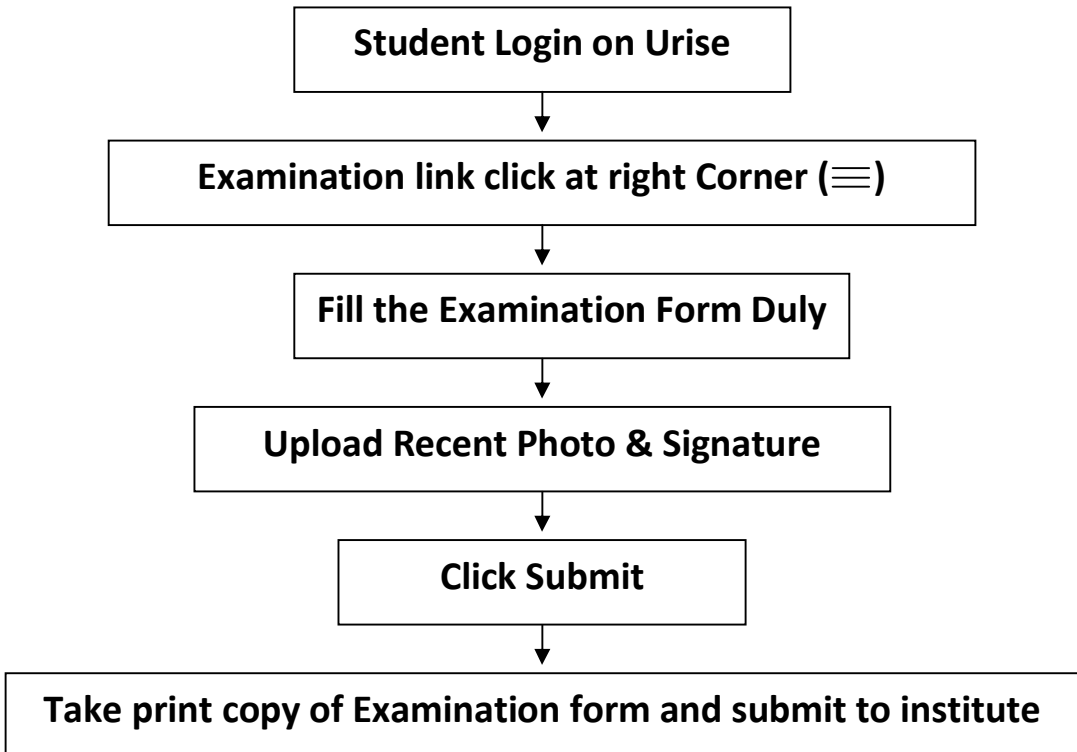 Student Login on Urise
Examination link click at right Corner (≡)
Fill the Examination Form Duly
Upload Recent Photo & Signature
Click Submit
Take print copy of Examination form and submit to institute